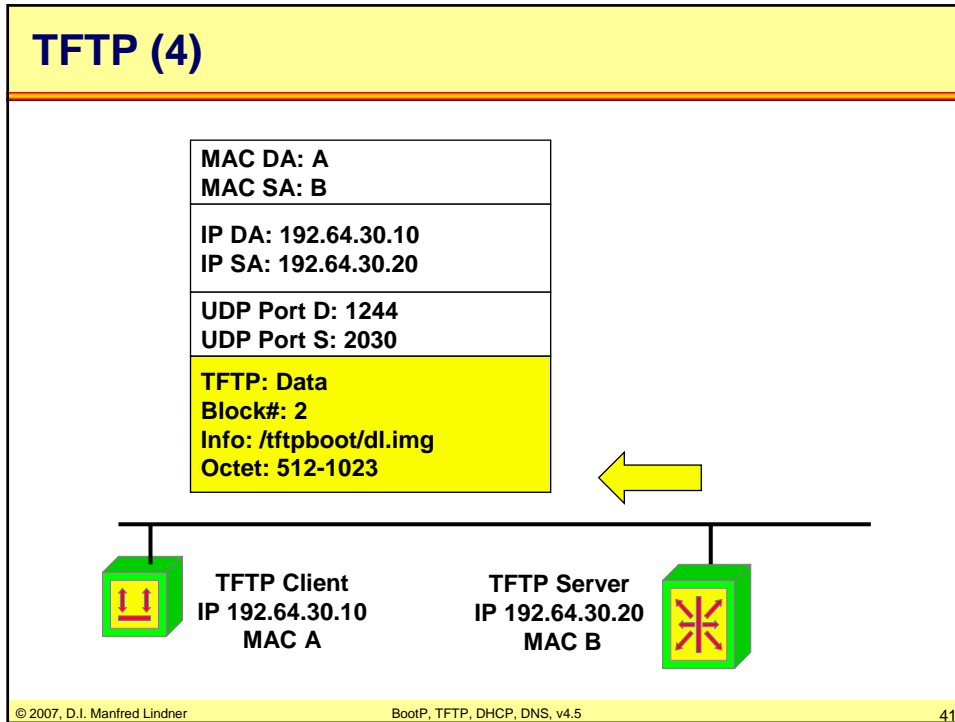 TFTP (4)
MAC DA: A
MAC SA: B
IP DA: 192.64.30.10
IP SA: 192.64.30.20
UDP Port D: 1244
UDP Port S: 2030
TFTP: Data
Block#: 2
Info: /tftpboot/dl.img
Octet: 512-1023
TFTP Client
IP 192.64.30.10
MAC A
TFTP Server
IP 192.64.30.20
MAC B
© 2007, D.I. Manfred Lindner
BootP, TFTP, DHCP, DNS, v4.5
41